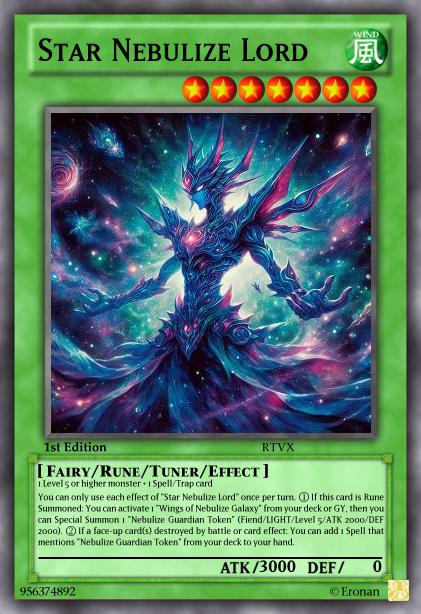 Star Nebulize Lord
WIND
風
1st Edition
RTVX
[ Fairy/Rune/Tuner/Effect ]
1 Level 5 or higher monster • 1 Spell/Trap card
You can only use each effect of "Star Nebulize Lord" once per turn. ① If this card is Rune
Summoned: You can activate 1 "Wings of Nebulize Galaxy" from your deck or GY, then you
can Special Summon 1 "Nebulize Guardian Token" (Fiend/LIGHT/Level 5/ATK 2000/DEF
2000). ② If a face-up card(s) destroyed by battle or card effect: You can add 1 Spell that
mentions "Nebulize Guardian Token" from your deck to your hand.
ATK/3000 DEF/ 0
956374892
© Eronan